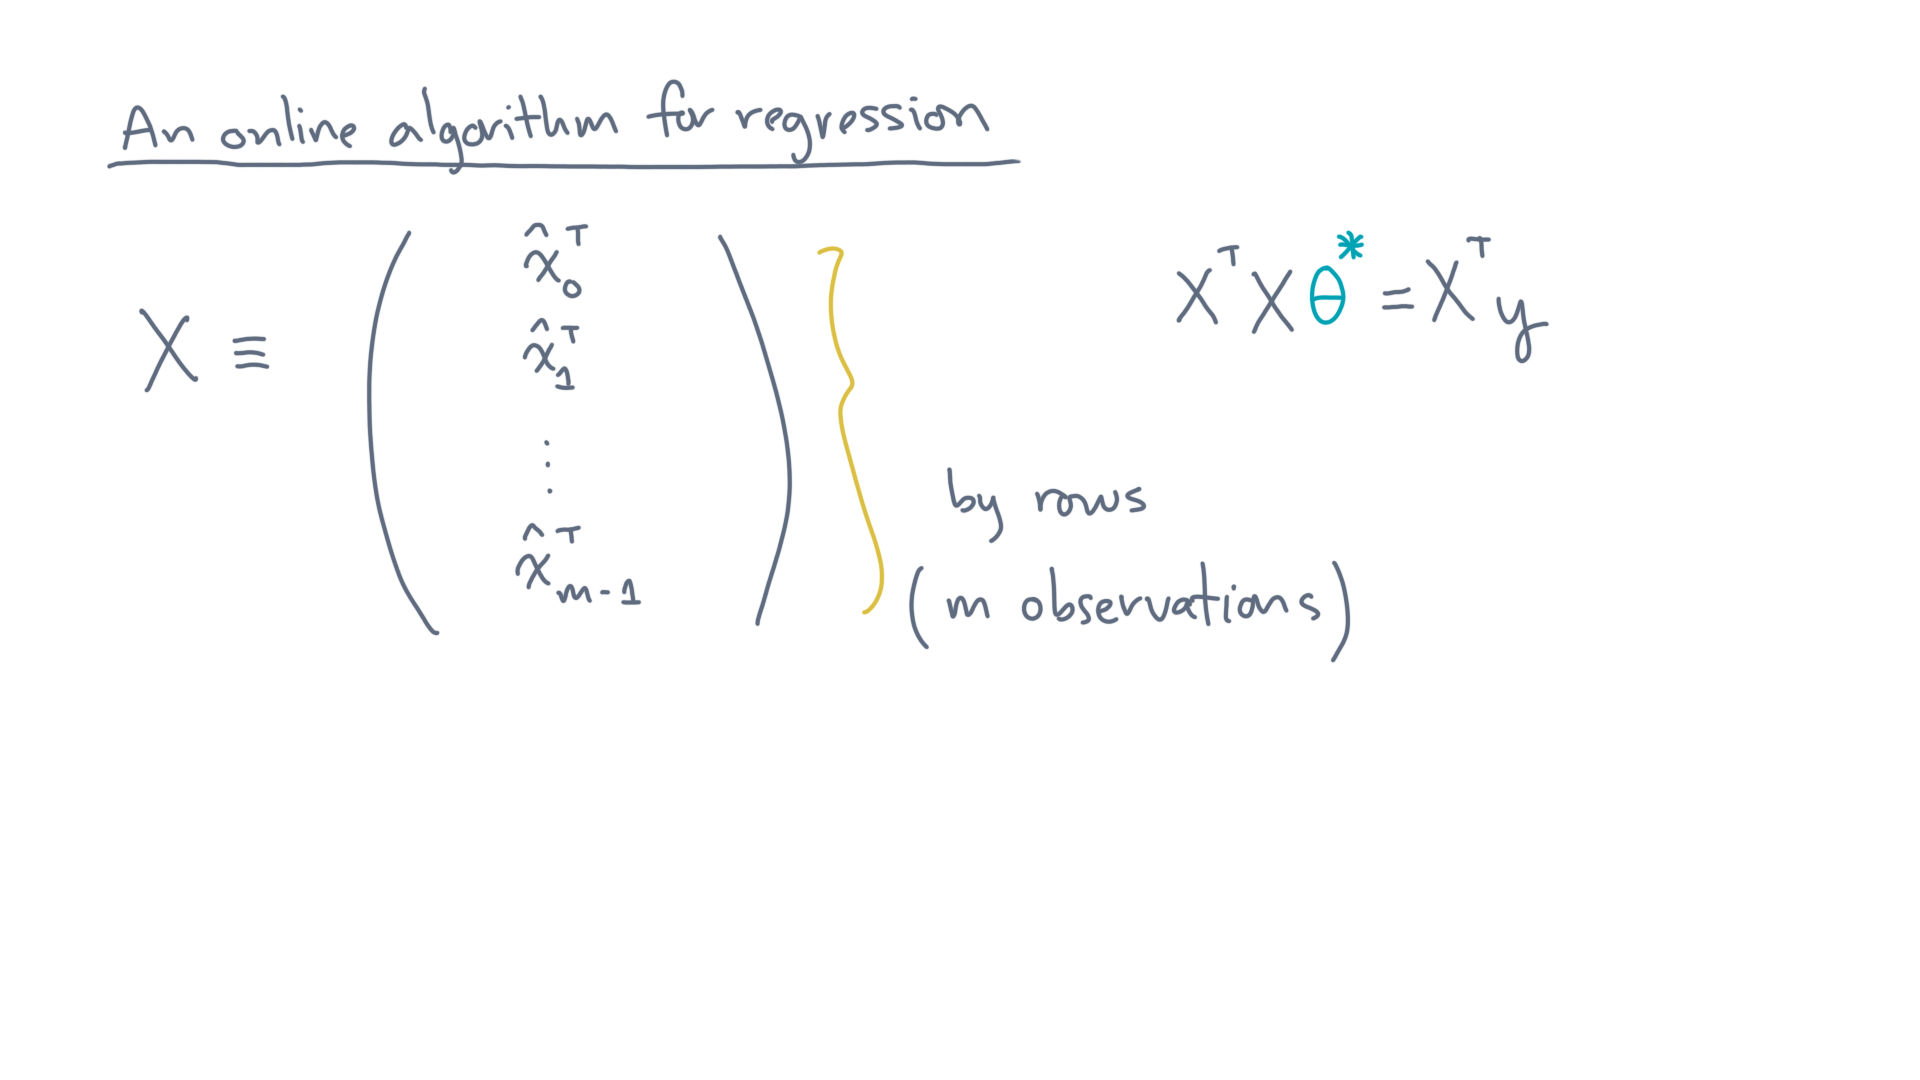 An online algorithm for regression
X ≡ ( x̂₀ᵀ
x̂₁ᵀ
⋮
x̂ₘ₋₁ᵀ ) }
by rows
(m observations)
XᵀXθ* = Xᵀy